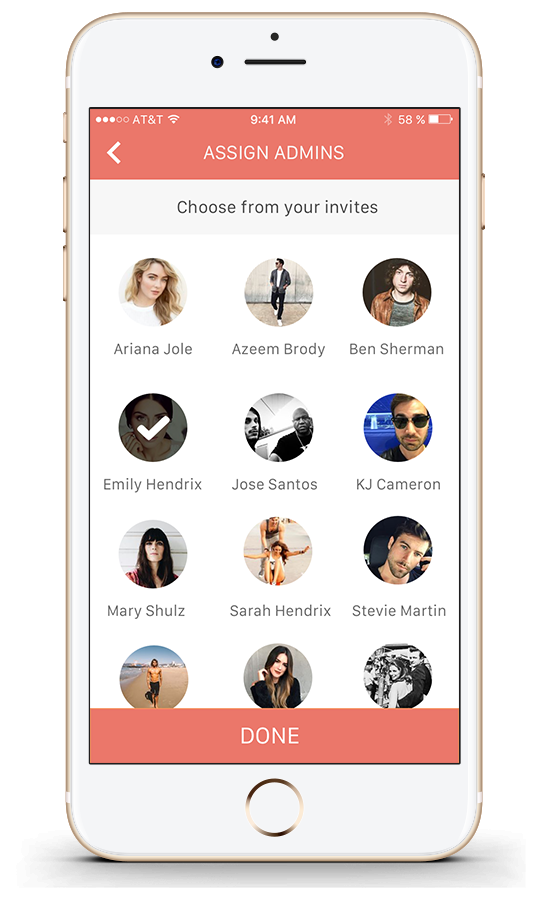 AT&T 9:41 AM 58 %
ASSIGN ADMINS
Choose from your invites
Ariana Jole Azeem Brody Ben Sherman
Emily Hendrix Jose Santos KJ Cameron
Mary Shulz Sarah Hendrix Stevie Martin
DONE